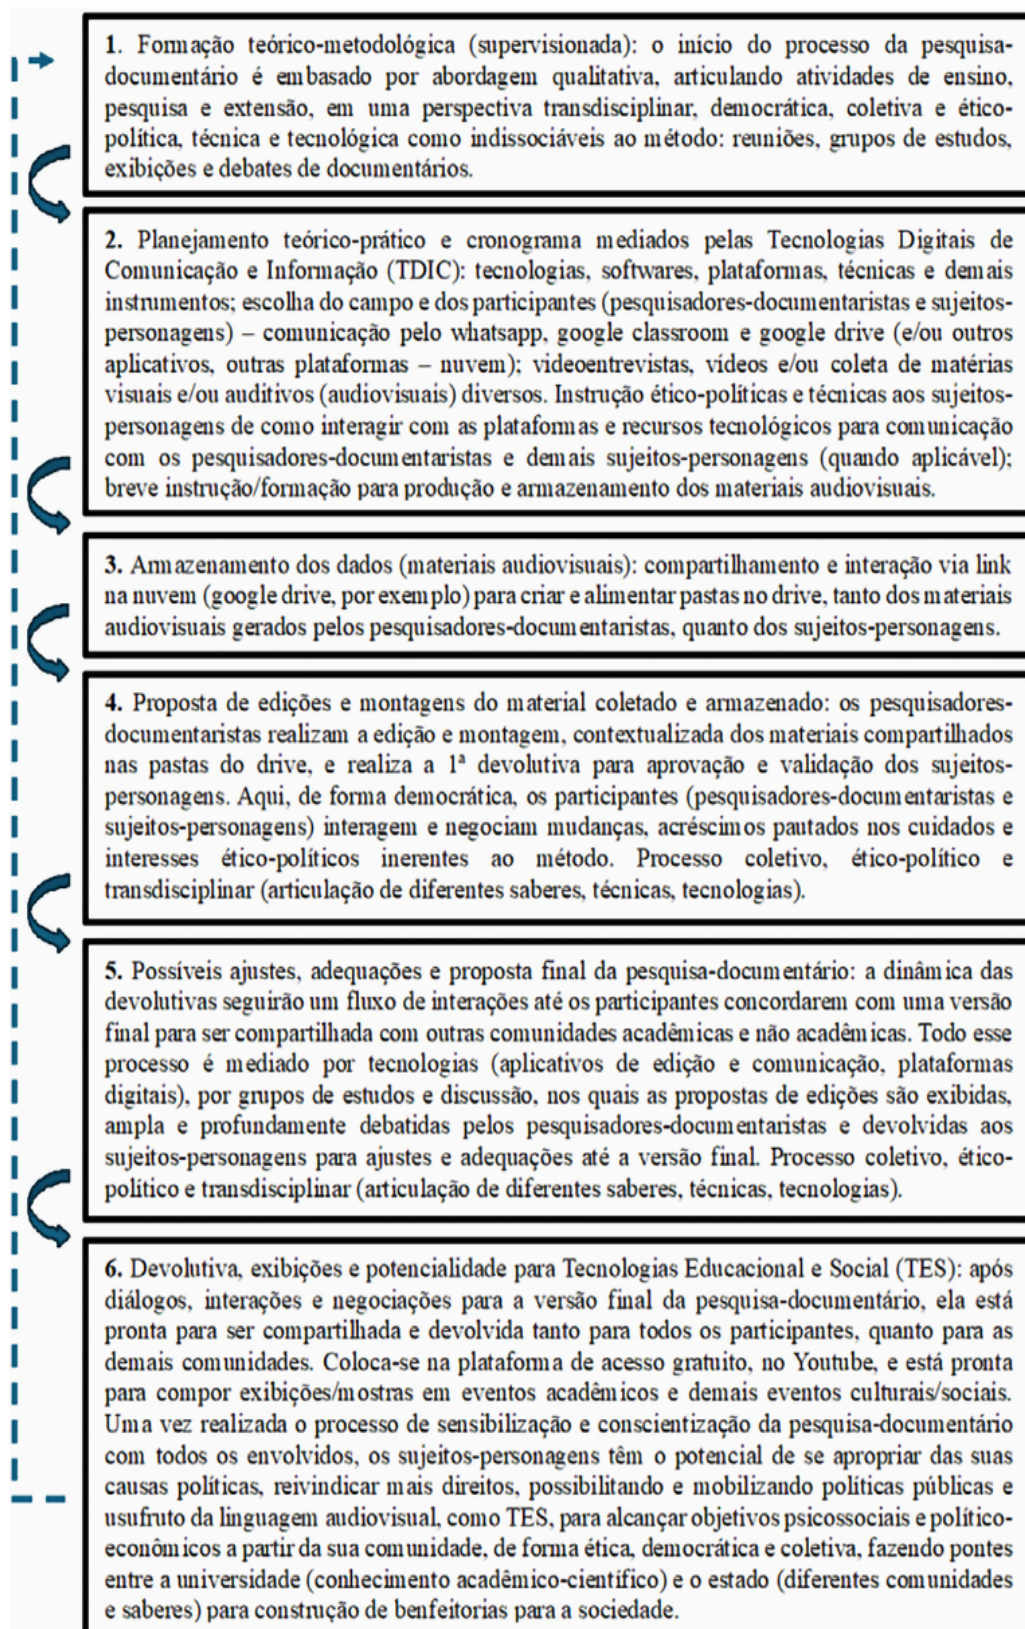 1. Formação teórico-metodológica (supervisionada): o início do processo da pesquisa-
documentário é embasado por abordagem qualitativa, articulando atividades de ensino,
pesquisa e extensão, em uma perspectiva transdisciplinar, democrática, coletiva e ético-
política, técnica e tecnológica como indissociáveis ao método: reuniões, grupos de estudos,
exibições e debates de documentários.
2. Planejamento teórico-prático e cronograma mediados pelas Tecnologias Digitais de
Comunicação e Informação (TDIC): tecnologias, softwares, plataformas, técnicas e demais
instrumentos; escolha do campo e dos participantes (pesquisadores-documentaristas e sujeitos-
personagens) – comunicação pelo whatsapp, google classroom e google drive (e/ou outros
aplicativos, outras plataformas – nuvem); videoentrevistas, vídeos e/ou coleta de matérias
visuais e/ou auditivos (audiovisuais) diversos. Instrução ético-políticas e técnicas aos sujeitos-
personagens de como interagir com as plataformas e recursos tecnológicos para comunicação
com os pesquisadores-documentaristas e demais sujeitos-personagens (quando aplicável);
breve instrução/formação para produção e armazenamento dos materiais audiovisuais.
3. Armazenamento dos dados (materiais audiovisuais): compartilhamento e interação via link
na nuvem (google drive, por exemplo) para criar e alimentar pastas no drive, tanto dos materiais
audiovisuais gerados pelos pesquisadores-documentaristas, quanto dos sujeitos-personagens.
4. Proposta de edições e montagens do material coletado e armazenado: os pesquisadores-
documentaristas realizam a edição e montagem, contextualizada dos materiais compartilhados
nas pastas do drive, e realiza a 1ª devolutiva para aprovação e validação dos sujeitos-
personagens. Aqui, de forma democrática, os participantes (pesquisadores-documentaristas e
sujeitos-personagens) interagem e negociam mudanças, acréscimos pautados nos cuidados e
interesses ético-políticos inerentes ao método. Processo coletivo, ético-político e
transdisciplinar (articulação de diferentes saberes, técnicas, tecnologias).
5. Possíveis ajustes, adequações e proposta final da pesquisa-documentário: a dinâmica das
devolutivas seguirão um fluxo de interações até os participantes concordarem com uma versão
final para ser compartilhada com outras comunidades acadêmicas e não acadêmicas. Todo esse
processo é mediado por tecnologias (aplicativos de edição e comunicação, plataformas
digitais), por grupos de estudos e discussão, nos quais as propostas de edições são exibidas,
ampla e profundamente debatidas pelos pesquisadores-documentaristas e devolvidas aos
sujeitos-personagens para ajustes e adequações até a versão final. Processo coletivo, ético-
político e transdisciplinar (articulação de diferentes saberes, técnicas, tecnologias).
6. Devolutiva, exibições e potencialidade para Tecnologias Educacional e Social (TES): após
diálogos, interações e negociações para a versão final da pesquisa-documentário, ela está
pronta para ser compartilhada e devolvida tanto para todos os participantes, quanto para as
demais comunidades. Coloca-se na plataforma de acesso gratuito, no Youtube, e está pronta
para compor exibições/mostras em eventos acadêmicos e demais eventos culturais/sociais.
Uma vez realizada o processo de sensibilização e conscientização da pesquisa-documentário
com todos os envolvidos, os sujeitos-personagens têm o potencial de se apropriar das suas
causas políticas, reivindicar mais direitos, possibilitando e mobilizando políticas públicas e
usufruto da linguagem audiovisual, como TES, para alcançar objetivos psicossociais e político-
econômicos a partir da sua comunidade, de forma ética, democrática e coletiva, fazendo pontes
entre a universidade (conhecimento acadêmico-científico) e o estado (diferentes comunidades
e saberes) para construção de benfeitorias para a sociedade.